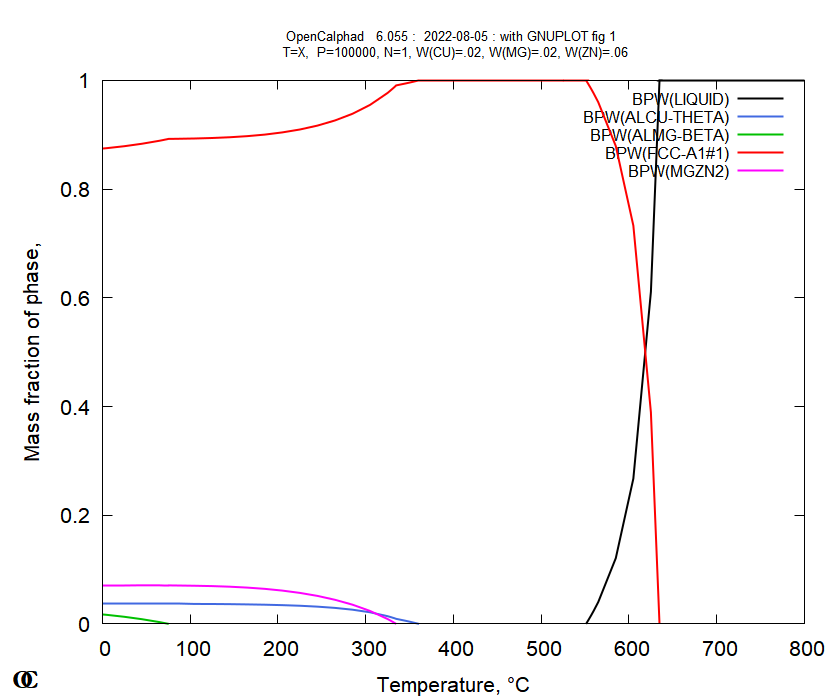 OpenCalphad 6.055 : 2022-08-05 : with GNUPLOT fig 1
T=X, P=100000, N=1, W(CU)=.02, W(MG)=.02, W(ZN)=.06
1
BPW(LIQUID)
BPW(ALCU-THETA)
BPW(ALMG-BETA)
BPW(FCC-A1#1)
BPW(MGZN2)
0.8
0.6
0.4
0.2
0
Mass fraction of phase,
0 100 200 300 400 500 600 700 800
Temperature, °C
OC